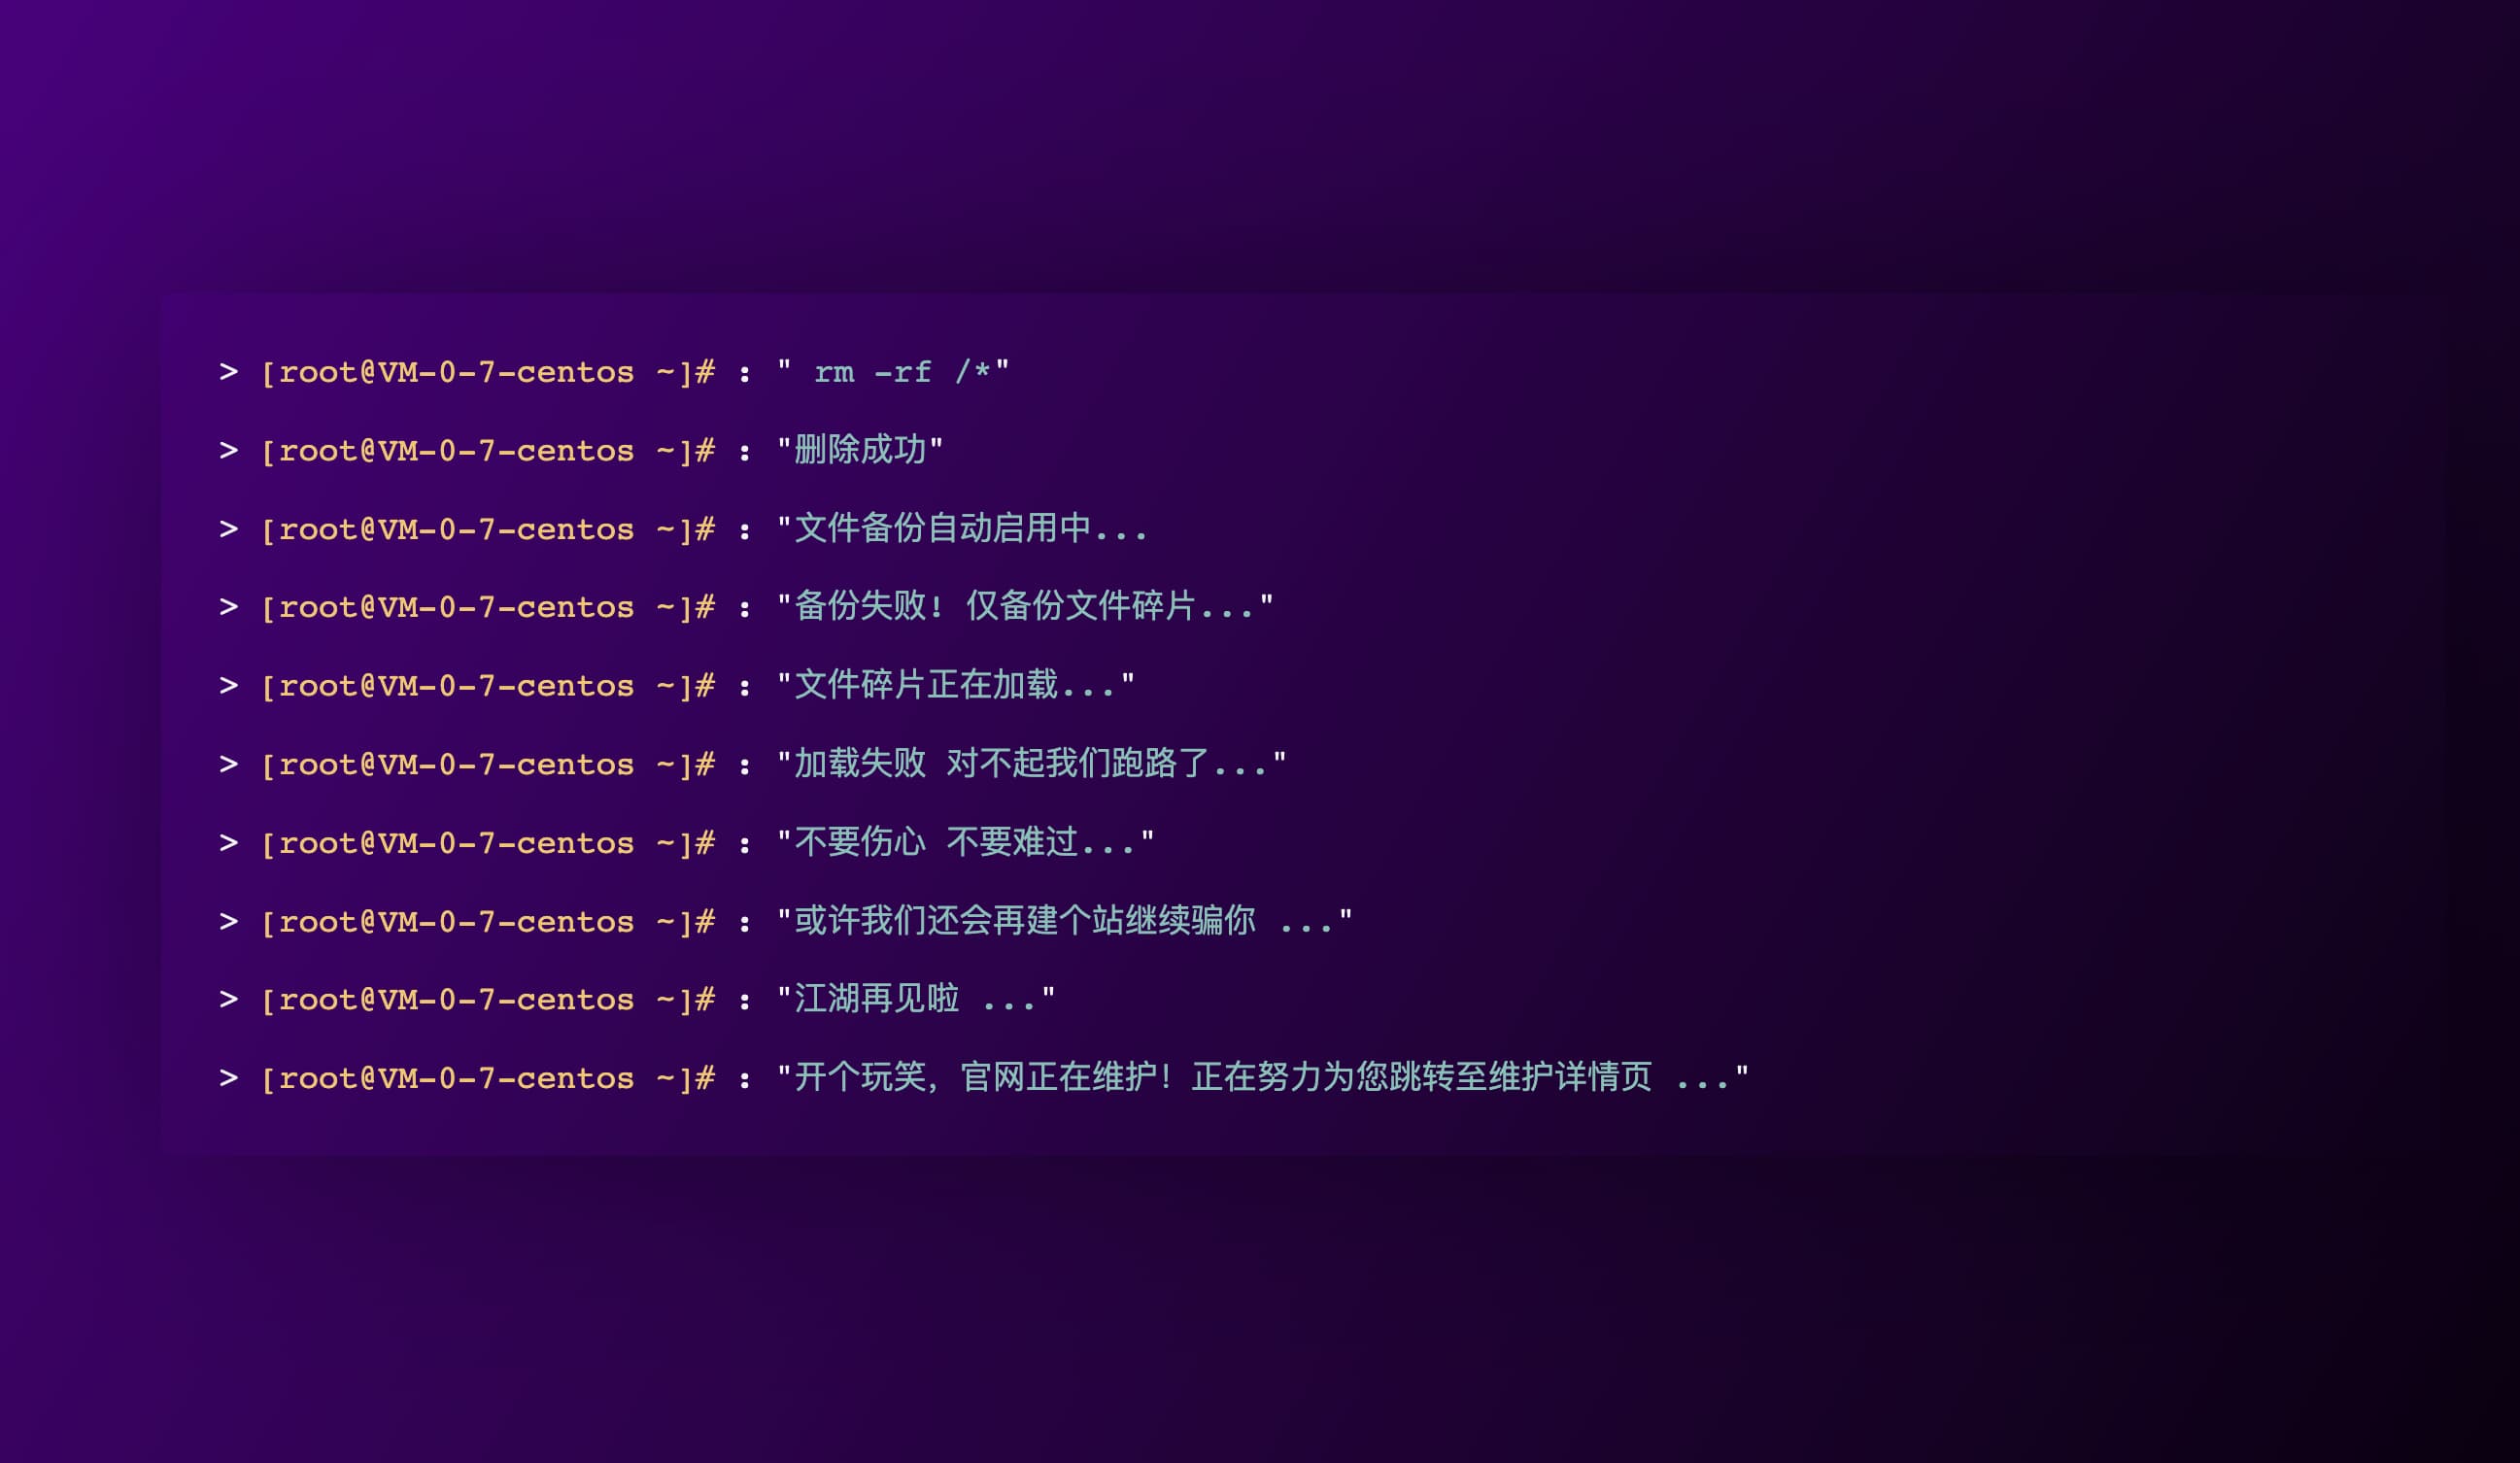 > [root@VM-0-7-centos ~]# : " rm -rf /*"
> [root@VM-0-7-centos ~]# : "删除成功"
> [root@VM-0-7-centos ~]# : "文件备份自动启用中...
> [root@VM-0-7-centos ~]# : "备份失败! 仅备份文件碎片..."
> [root@VM-0-7-centos ~]# : "文件碎片正在加载..."
> [root@VM-0-7-centos ~]# : "加载失败 对不起我们跑路了..."
> [root@VM-0-7-centos ~]# : "不要伤心 不要难过..."
> [root@VM-0-7-centos ~]# : "或许我们还会再建个站继续骗你 ..."
> [root@VM-0-7-centos ~]# : "江湖再见啦 ..."
> [root@VM-0-7-centos ~]# : "开个玩笑，官网正在维护！正在努力为您跳转至维护详情页 ..."